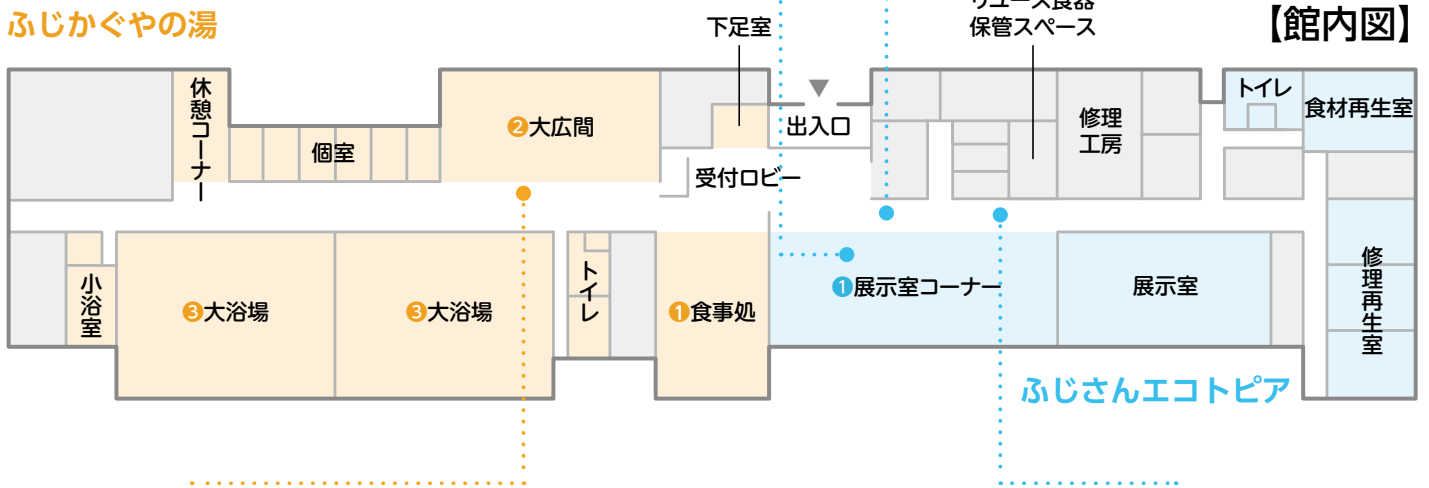 ふじかぐやの湯
下足室
リユース食器
保管スペース
【館内図】
休憩コーナー
個室
❷大広間
出入口
受付ロビー
修理
工房
トイレ
食材再生室
小浴室
❸大浴場
❸大浴場
トイレ
❶食事処
❶展示室コーナー
展示室
修理再生室
ふじさんエコトピア